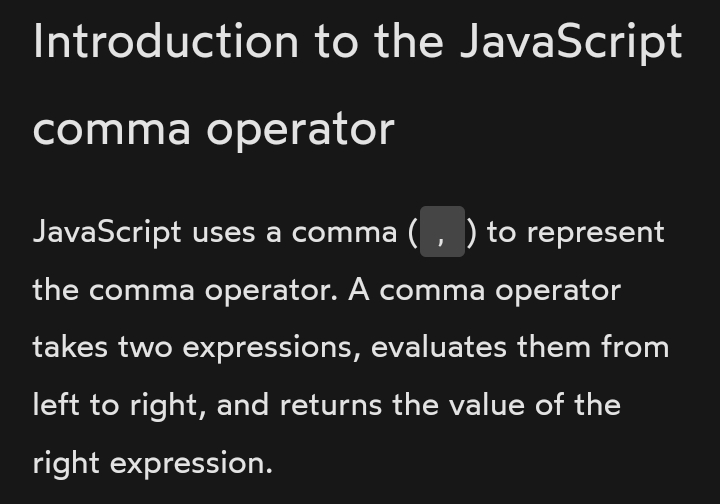 Introduction to the JavaScript
comma operator
JavaScript uses a comma ( , ) to represent
the comma operator. A comma operator
takes two expressions, evaluates them from
left to right, and returns the value of the
right expression.